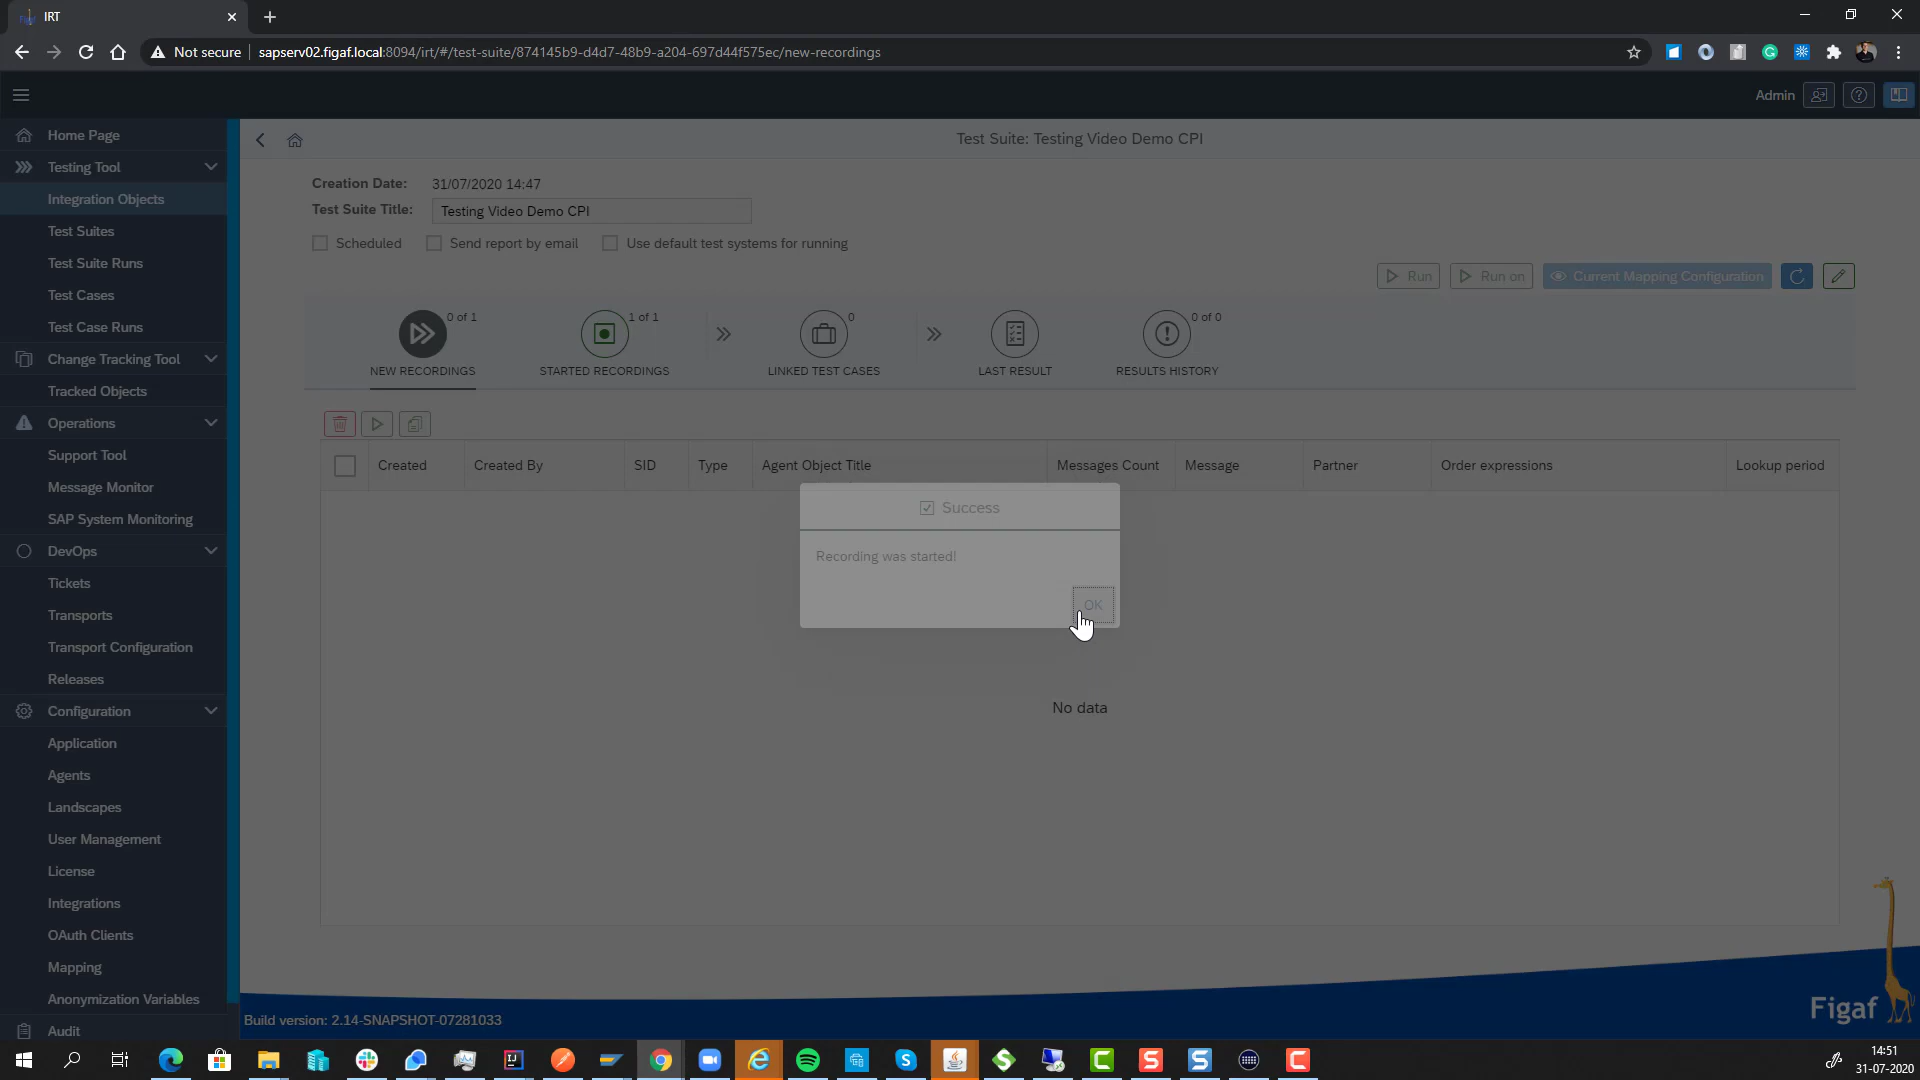 IRT
Not secure
sapserv02.figaf.local:8094/irt/#/test-suite/874145b9-d4d7-48b9-a204-697d44f575ec/new-recordings
Admin
Home Page
Testing Tool
Integration Objects
Test Suites
Test Suite Runs
Test Cases
Test Case Runs
Change Tracking Tool
Tracked Objects
Operations
Support Tool
Message Monitor
SAP System Monitoring
DevOps
Tickets
Transports
Transport Configuration
Releases
Configuration
Application
Agents
Landscapes
User Management
License
Integrations
OAuth Clients
Mapping
Anonymization Variables
Audit
Test Suite: Testing Video Demo CPI
Creation Date: 31/07/2020 14:47
Test Suite Title: Testing Video Demo CPI
Scheduled Send report by email Use default test systems for running
Run Run on Current Mapping Configuration
0 of 1 1 of 1 0 0 of 0
NEW RECORDINGS STARTED RECORDINGS LINKED TEST CASES LAST RESULT RESULTS HISTORY
Created Created By SID Type Agent Object Title Messages Count Message Partner Order expressions Lookup period
Success
Recording was started!
OK
No data
Figaf
Build version: 2.14-SNAPSHOT-07281033
14:51
31-07-2020